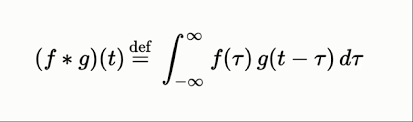 (f ∗ g)(t) ≝ ∫_{-∞}^{∞} f(τ) g(t − τ) dτ